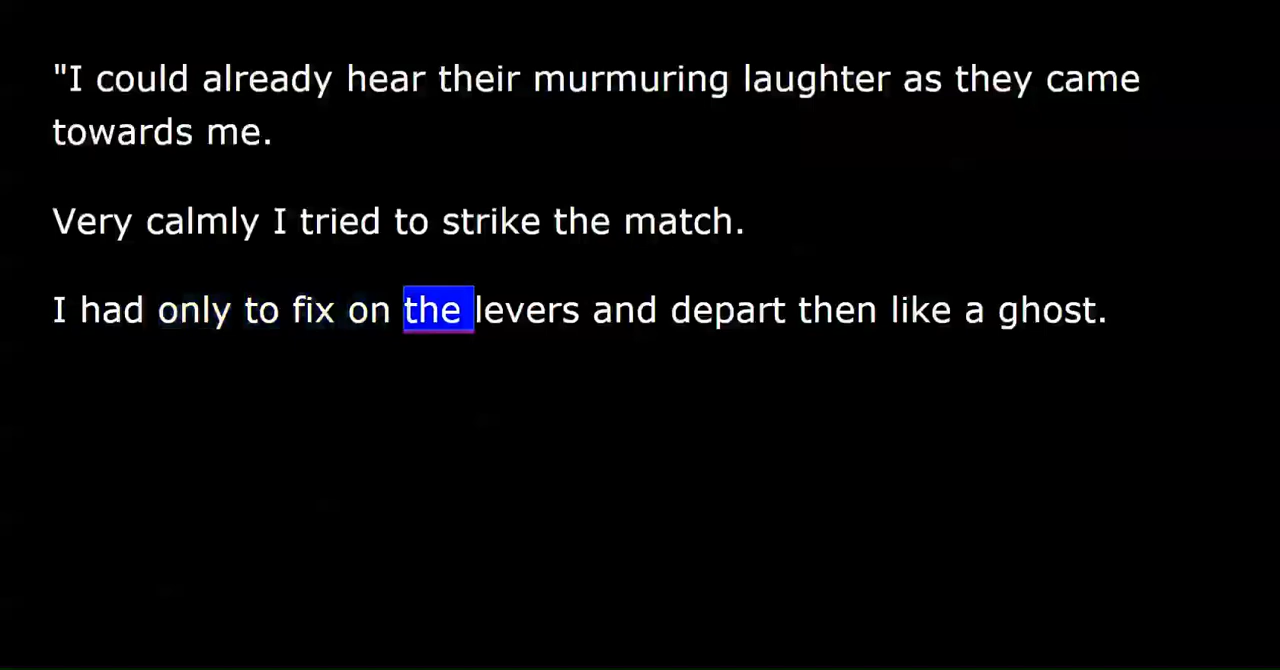 "I could already hear their murmuring laughter as they came
towards me.
Very calmly I tried to strike the match.
I had only to fix on the levers and depart then like a ghost.